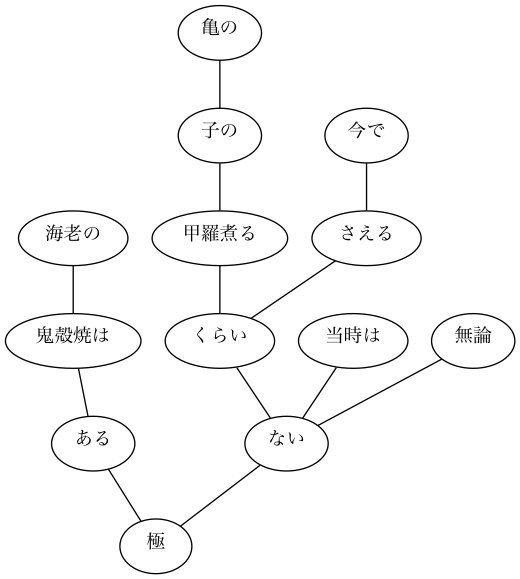 亀の
子の
今で
海老の
甲羅煮る
さえる
鬼殻焼は
くらい
当時は
無論
ある
ない
極